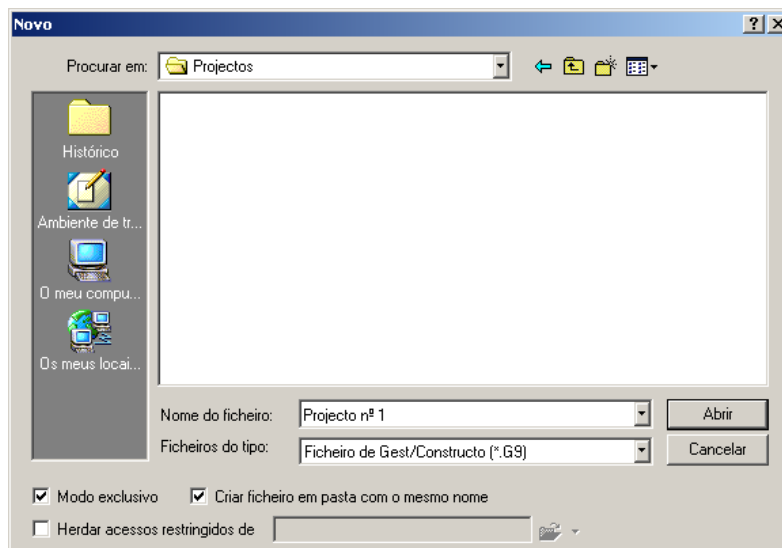 Novo
Procurar em: Projectos
Histórico
Ambiente de tr...
O meu compu...
Os meus locai...
Nome do ficheiro: Projecto nº 1 Abrir
Ficheiros do tipo: Ficheiro de Gest/Constructo (*.G9) Cancelar
Modo exclusivo Criar ficheiro em pasta com o mesmo nome
Herdar acessos restringidos de